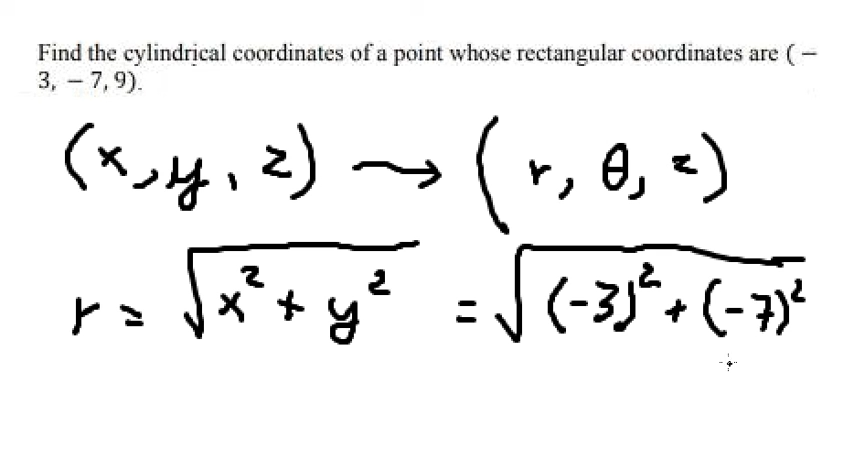 Find the cylindrical coordinates of a point whose rectangular coordinates are ( −
3, − 7, 9).
(x, y, z) → (r, θ, z)
r = √x² + y² = √(-3)² + (-7)²